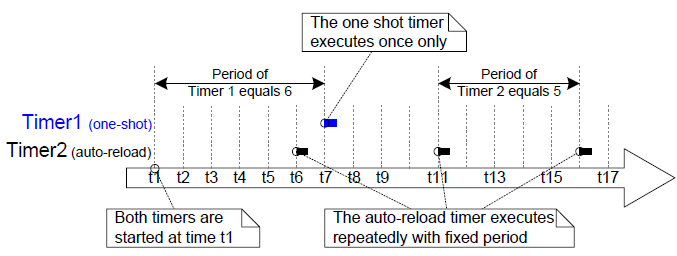 The one shot timer
executes once only
Period of
Timer 1 equals 6
Period of
Timer 2 equals 5
Timer1 (one-shot)
Timer2 (auto-reload)
t1 t2 t3 t4 t5 t6 t7 t8 t9 t11 t13 t15 t17
Both timers are
started at time t1
The auto-reload timer executes
repeatedly with fixed period